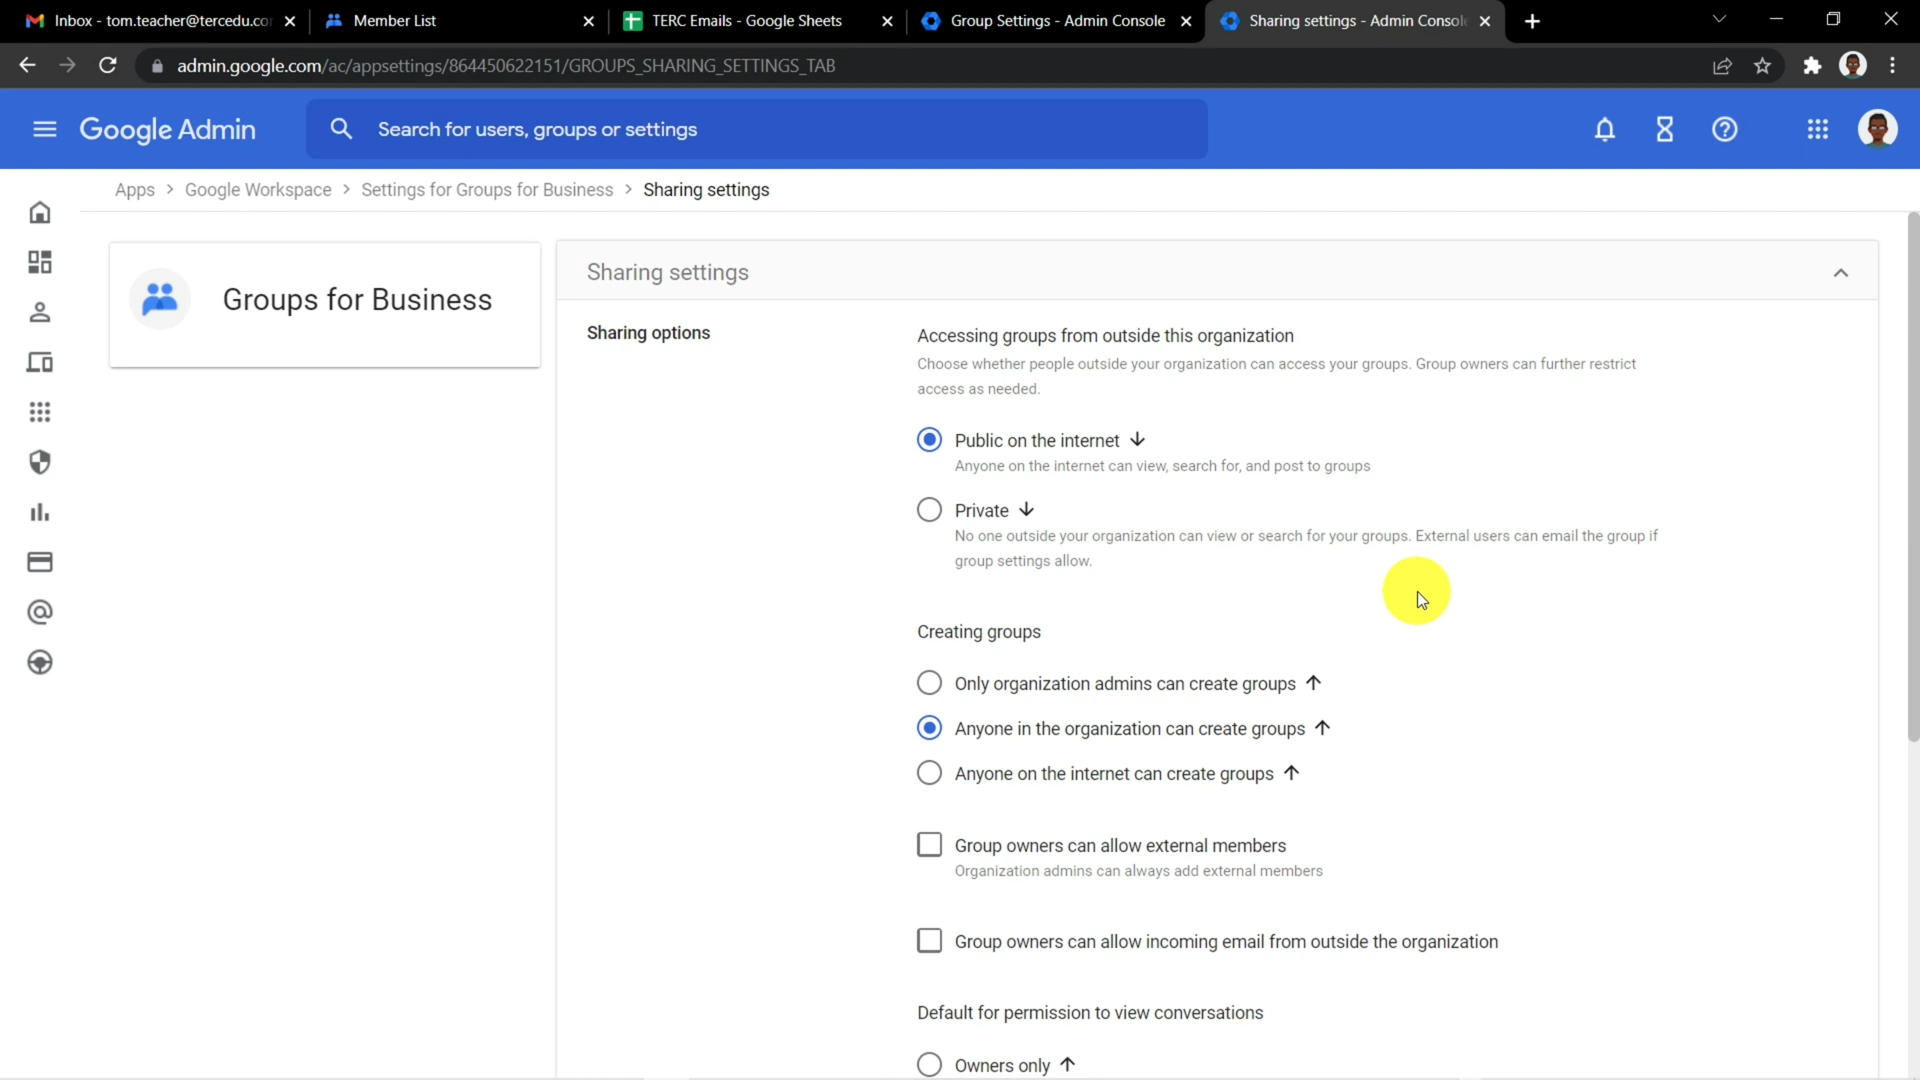 Inbox - tom.teacher@tercedu.co
Member List
TERC Emails - Google Sheets
Group Settings - Admin Console
Sharing settings - Admin Consol
admin.google.com/ac/appsettings/864450622151/GROUPS_SHARING_SETTINGS_TAB
Google Admin
Search for users, groups or settings
Apps > Google Workspace > Settings for Groups for Business > Sharing settings
Groups for Business
Sharing settings
Sharing options
Accessing groups from outside this organization
Choose whether people outside your organization can access your groups. Group owners can further restrict
access as needed.
Public on the internet ↓
Anyone on the internet can view, search for, and post to groups
Private ↓
No one outside your organization can view or search for your groups. External users can email the group if
group settings allow.
Creating groups
Only organization admins can create groups ↑
Anyone in the organization can create groups ↑
Anyone on the internet can create groups ↑
Group owners can allow external members
Organization admins can always add external members
Group owners can allow incoming email from outside the organization
Default for permission to view conversations
Owners only ↑